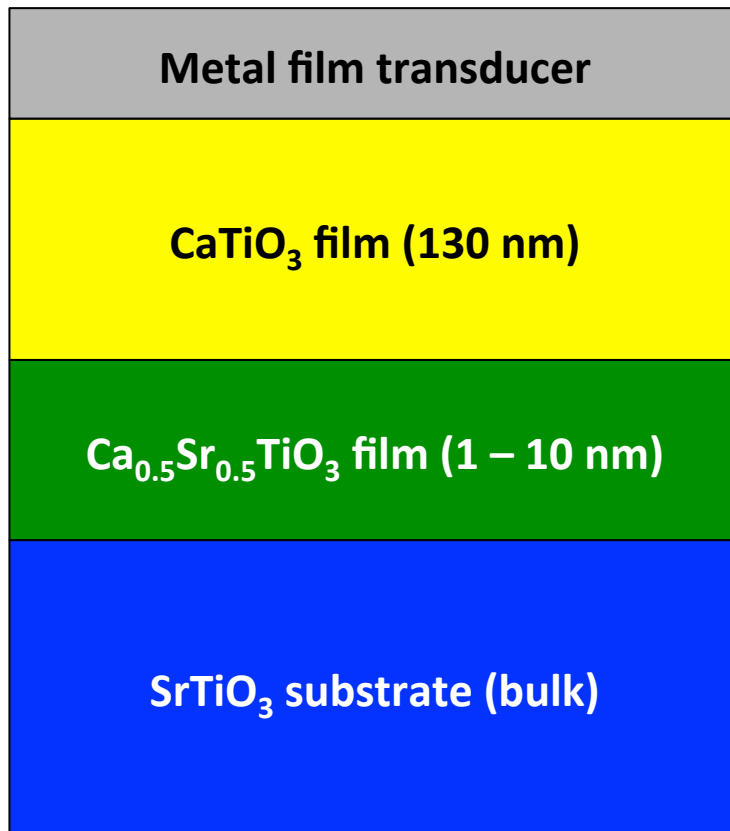 Metal film transducer
CaTiO₃ film (130 nm)
Ca₀.₅Sr₀.₅TiO₃ film (1 – 10 nm)
SrTiO₃ substrate (bulk)